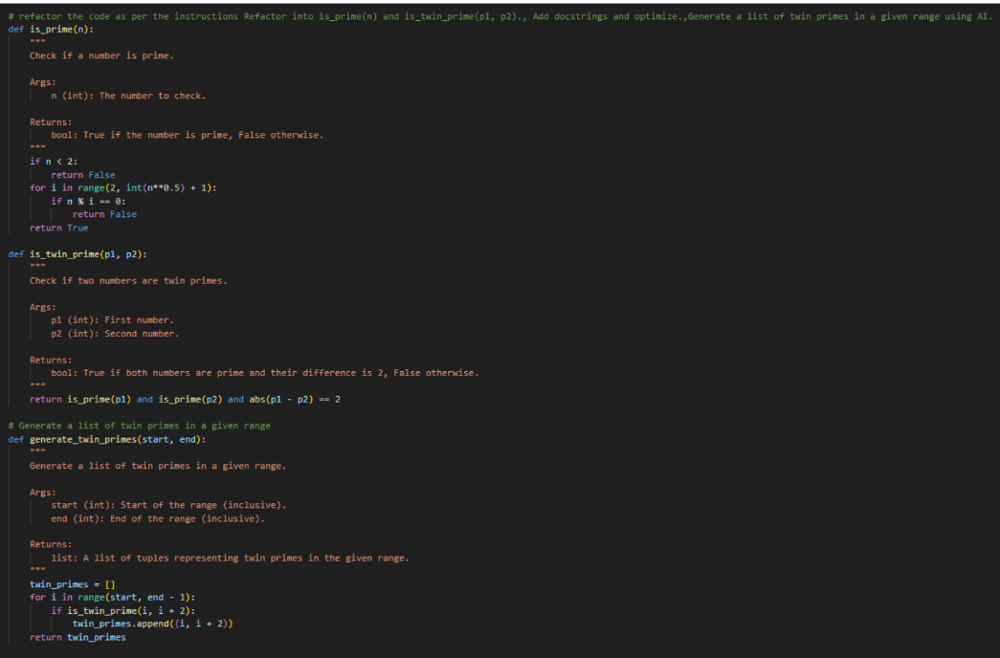 # refactor the code as per the instructions Refactor into is_prime(n) and is_twin_prime(p1, p2)., Add docstrings and optimize.,Generate a list of twin primes in a given range using AI.
def is_prime(n):
    """
    Check if a number is prime.

    Args:
        n (int): The number to check.

    Returns:
        bool: True if the number is prime, False otherwise.
    """
    if n < 2:
        return False
    for i in range(2, int(n**0.5) + 1):
        if n % i == 0:
            return False
    return True

def is_twin_prime(p1, p2):
    """
    Check if two numbers are twin primes.

    Args:
        p1 (int): First number.
        p2 (int): Second number.

    Returns:
        bool: True if both numbers are prime and their difference is 2, False otherwise.
    """
    return is_prime(p1) and is_prime(p2) and abs(p1 - p2) == 2

# Generate a list of twin primes in a given range
def generate_twin_primes(start, end):
    """
    Generate a list of twin primes in a given range.

    Args:
        start (int): Start of the range (inclusive).
        end (int): End of the range (inclusive).

    Returns:
        list: A list of tuples representing twin primes in the given range.
    """
    twin_primes = []
    for i in range(start, end - 1):
        if is_twin_prime(i, i + 2):
            twin_primes.append((i, i + 2))
    return twin_primes